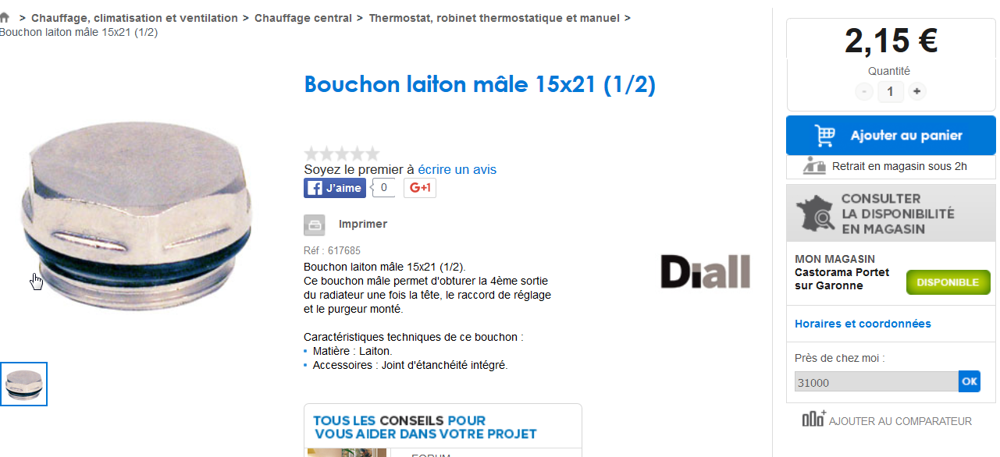 > Chauffage, climatisation et ventilation > Chauffage central > Thermostat, robinet thermostatique et manuel >
Bouchon laiton mâle 15x21 (1/2)
Bouchon laiton mâle 15x21 (1/2)
Soyez le premier à écrire un avis
J'aime 0 G+1
Imprimer
Réf : 617685
Bouchon laiton mâle 15x21 (1/2).
Ce bouchon mâle permet d'obturer la 4ème sortie
du radiateur une fois la tête, le raccord de réglage
et le purgeur monté.
Caractéristiques techniques de ce bouchon :
• Matière : Laiton.
• Accessoires : Joint d'étanchéité intégré.
Diall
TOUS LES CONSEILS POUR
VOUS AIDER DANS VOTRE PROJET
FORUM
2,15 €
Quantité
- 1 +
Ajouter au panier
Retrait en magasin sous 2h
CONSULTER
LA DISPONIBILITÉ
EN MAGASIN
MON MAGASIN
Castorama Portet
sur Garonne
DISPONIBLE
Horaires et coordonnées
Près de chez moi :
31000 OK
AJOUTER AU COMPARATEUR